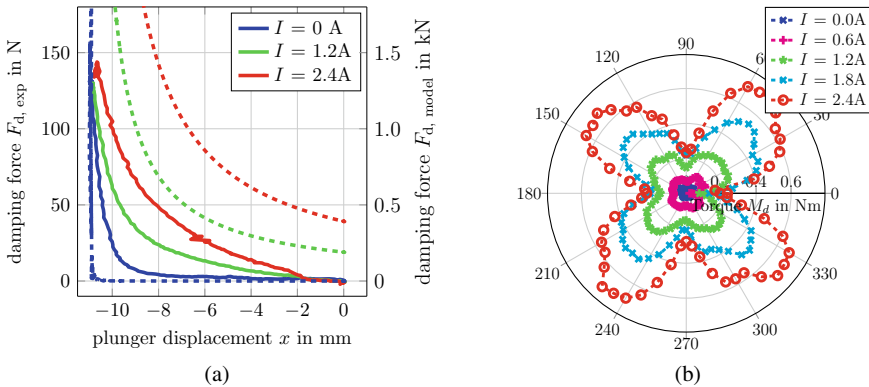 I = 0 A
I = 1.2A
I = 2.4A
damping force F_d, exp in N
150
100
50
0
damping force F_d, model in kN
1.5
1
0.5
0
−10
−8
−6
−4
−2
0
plunger displacement x in mm
(a)
I = 0.0A
I = 0.6A
I = 1.2A
I = 1.8A
I = 2.4A
90
120
6
150
30
180
0
0
0.4
0.6
Torque M_d in Nm
210
330
240
300
270
(b)